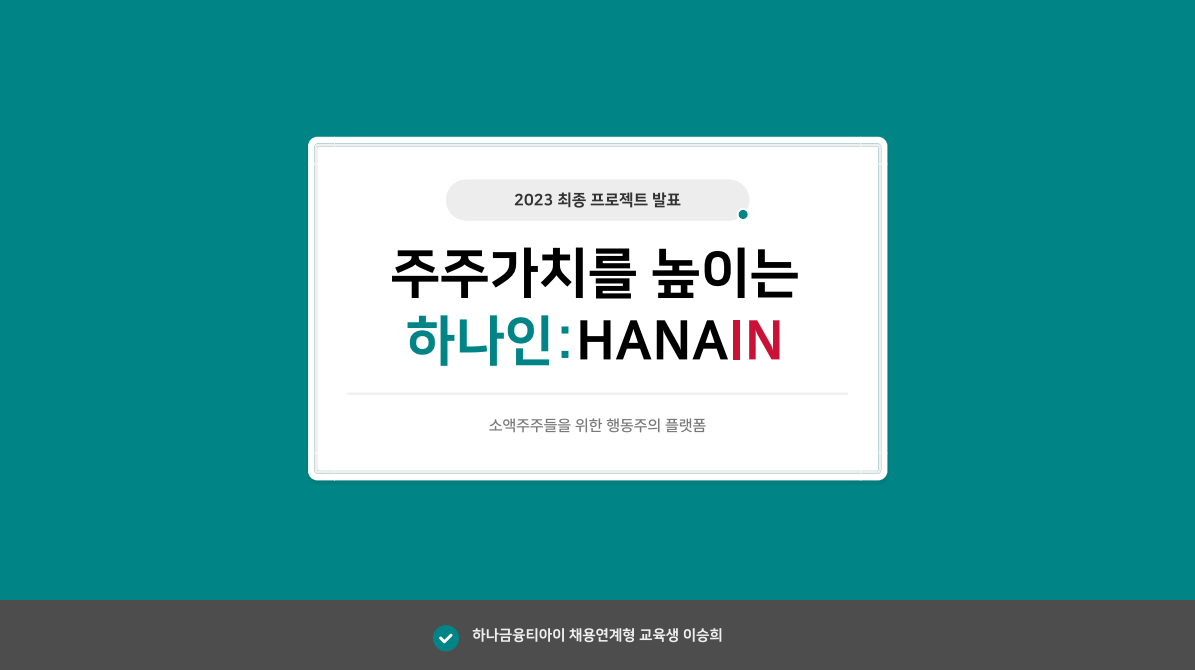 2023 최종 프로젝트 발표
주주가치를 높이는
하나인:HANAIN
소액주주들을 위한 행동주의 플랫폼
하나금융티아이 채용연계형 교육생 이승희